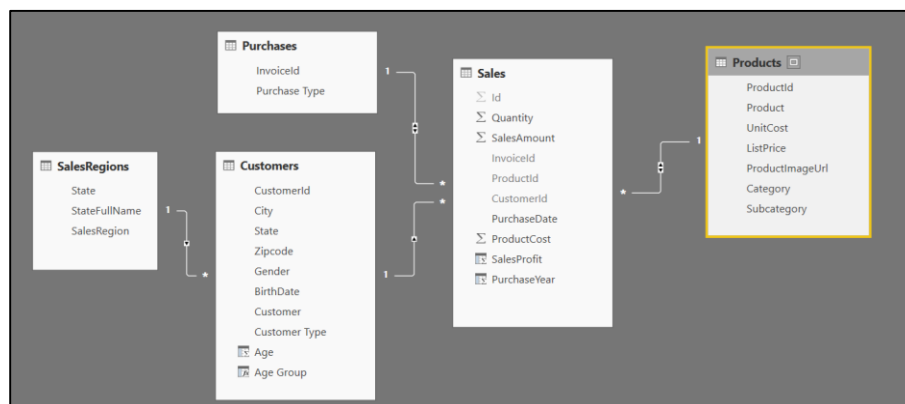 Purchases
InvoiceId
Purchase Type
1
*
SalesRegions
State
StateFullName
SalesRegion
1
*
Customers
CustomerId
City
State
Zipcode
Gender
BirthDate
Customer
Customer Type
Age
Age Group
1
*
Sales
Σ Id
Σ Quantity
Σ SalesAmount
InvoiceId
ProductId
CustomerId
PurchaseDate
Σ ProductCost
SalesProfit
PurchaseYear
*
1
Products
ProductId
Product
UnitCost
ListPrice
ProductImageUrl
Category
Subcategory